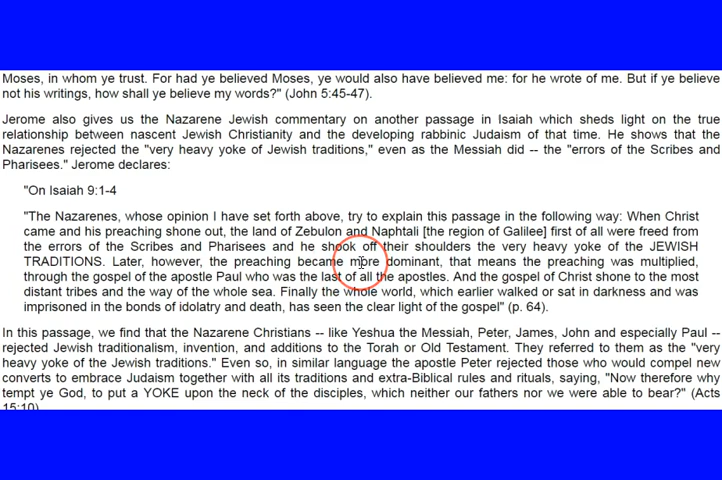 Moses, in whom ye trust. For had ye believed Moses, ye would also have believed me: for he wrote of me. But if ye believe
not his writings, how shall ye believe my words?" (John 5:45-47).
Jerome also gives us the Nazarene Jewish commentary on another passage in Isaiah which sheds light on the true
relationship between nascent Jewish Christianity and the developing rabbinic Judaism of that time. He shows that the
Nazarenes rejected the "very heavy yoke of Jewish traditions," even as the Messiah did -- the "errors of the Scribes and
Pharisees." Jerome declares:
"On Isaiah 9:1-4
"The Nazarenes, whose opinion I have set forth above, try to explain this passage in the following way: When Christ
came and his preaching shone out, the land of Zebulon and Naphtali [the region of Galilee] first of all were freed from
the errors of the Scribes and Pharisees and he shook off their shoulders the very heavy yoke of the JEWISH
TRADITIONS. Later, however, the preaching became more dominant, that means the preaching was multiplied,
through the gospel of the apostle Paul who was the last of all the apostles. And the gospel of Christ shone to the most
distant tribes and the way of the whole sea. Finally the whole world, which earlier walked or sat in darkness and was
imprisoned in the bonds of idolatry and death, has seen the clear light of the gospel" (p. 64).
In this passage, we find that the Nazarene Christians -- like Yeshua the Messiah, Peter, James, John and especially Paul --
rejected Jewish traditionalism, invention, and additions to the Torah or Old Testament. They referred to them as the "very
heavy yoke of the Jewish traditions." Even so, in similar language the apostle Peter rejected those who would compel new
converts to embrace Judaism together with all its traditions and extra-Biblical rules and rituals, saying, "Now therefore why
tempt ye God, to put a YOKE upon the neck of the disciples, which neither our fathers nor we were able to bear?" (Acts
15:10)